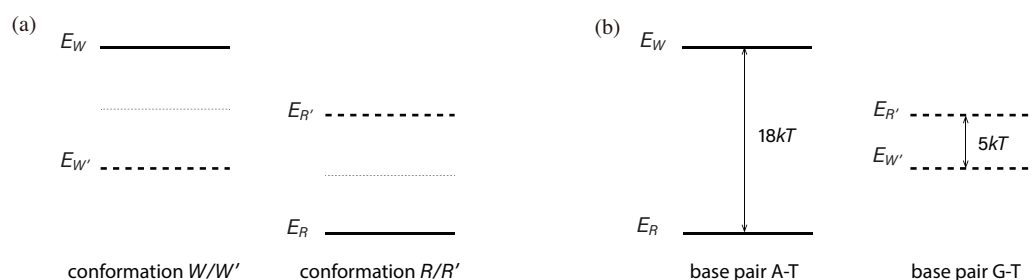 (a)
E_W
E_W'
E_R'
E_R
conformation W/W'
conformation R/R'
(b)
E_W
E_R
18kT
E_R'
E_W'
5kT
base pair A-T
base pair G-T